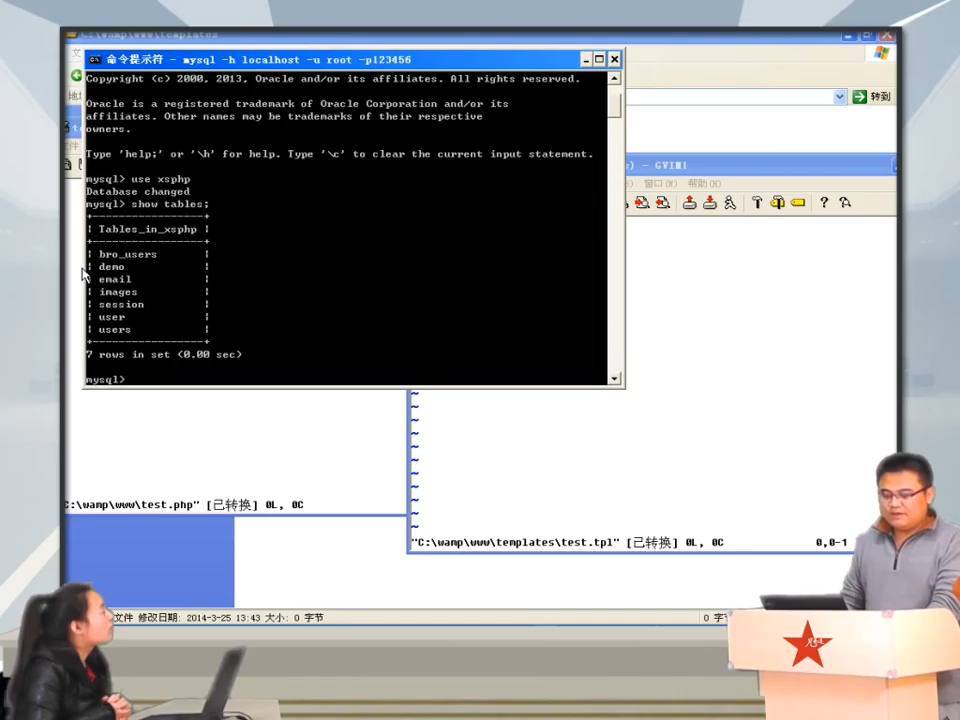 C:\wamp\www\templates
命令提示符 - mysql -h localhost -u root -p123456
Copyright (c) 2000, 2013, Oracle and/or its affiliates. All rights reserved.
Oracle is a registered trademark of Oracle Corporation and/or its
affiliates. Other names may be trademarks of their respective
owners.
Type 'help;' or '\h' for help. Type '\c' to clear the current input statement.
mysql> use xsphp
Database changed
mysql> show tables;
+-----------------+
| Tables_in_xsphp |
+-----------------+
| bro_users |
| demo |
| email |
| images |
| session |
| user |
| users |
+-----------------+
7 rows in set (0.00 sec)
mysql>
转到
) - GVIM1
窗口(W) 帮助(H)
~
~
~
~
~
~
~
~
~
~
~
C:\wamp\www\test.php" [已转换] 0L, 0C
"C:\wamp\www\templates\test.tpl" [已转换] 0L, 0C 0,0-1
文件 修改日期: 2014-3-25 13:43 大小: 0 字节
0 字